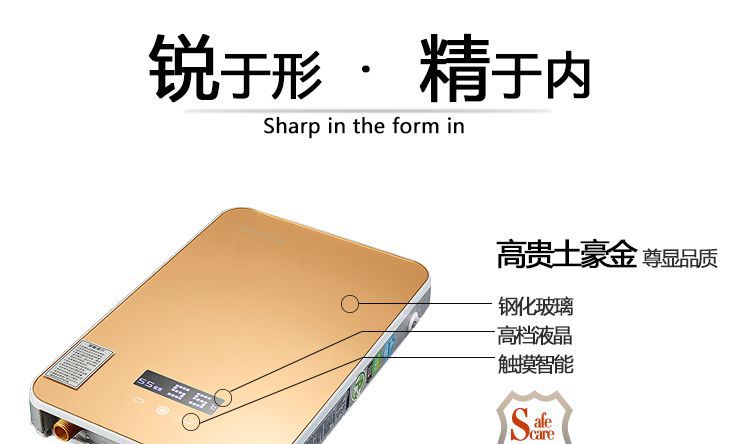 锐于形 · 精于内
Sharp in the form in
高贵土豪金 尊显品质
钢化玻璃
高档液晶
触摸智能
55
Safe
care